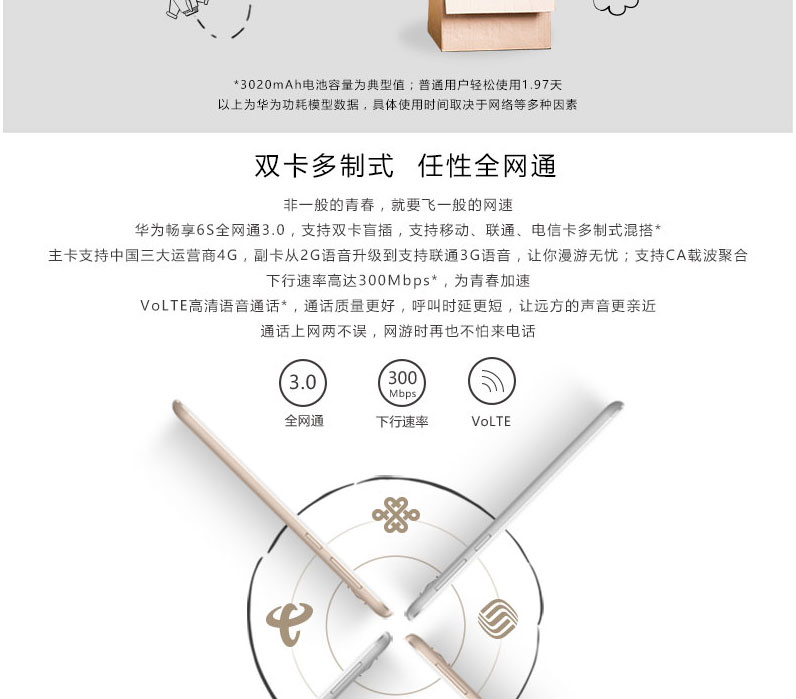 *3020mAh电池容量为典型值；普通用户轻松使用1.97天
以上为华为功耗模型数据，具体使用时间取决于网络等多种因素
双卡多制式 任性全网通
非一般的青春，就要飞一般的网速
华为畅享6S全网通3.0，支持双卡盲插，支持移动、联通、电信卡多制式混搭*
主卡支持中国三大运营商4G，副卡从2G语音升级到支持联通3G语音，让你漫游无忧；支持CA载波聚合
下行速率高达300Mbps*，为青春加速
VoLTE高清语音通话*，通话质量更好，呼叫时延更短，让远方的声音更亲近
通话上网两不误，网游时再也不怕来电话
3.0
300
Mbps
全网通
下行速率
VoLTE